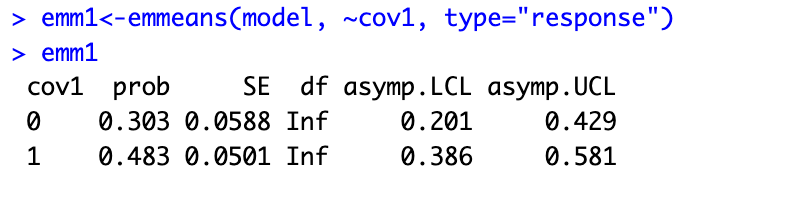 > emm1<-emmeans(model, ~cov1, type="response")
> emm1
cov1 prob SE df asymp.LCL asymp.UCL
0 0.303 0.0588 Inf 0.201 0.429
1 0.483 0.0501 Inf 0.386 0.581